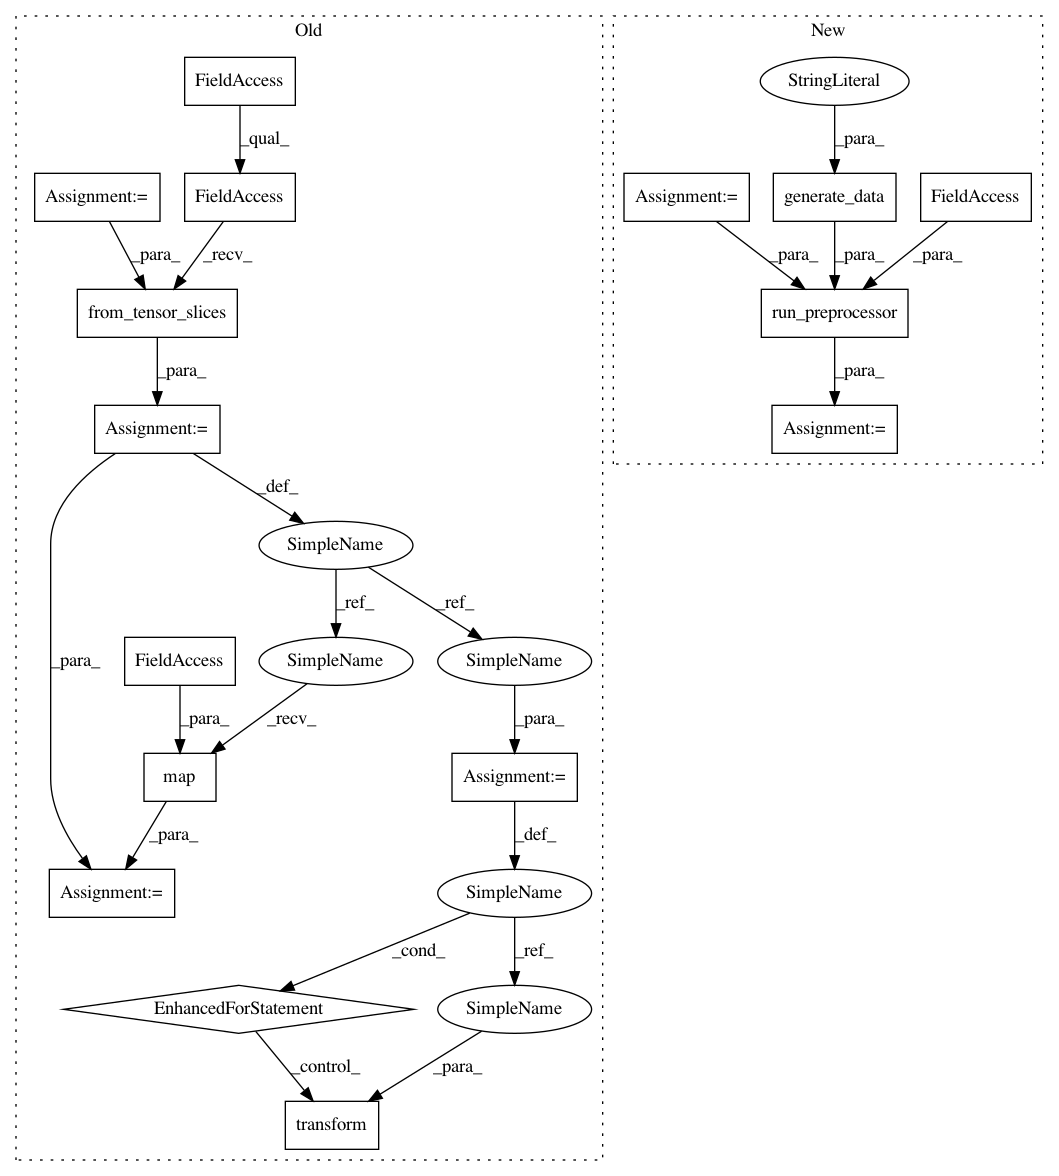 Old
New
FieldAccess
StringLiteral
_qual_
_para_
Assignment:=
FieldAccess
Assignment:=
generate_data
FieldAccess
_para_
_recv_
_para_
_para_
_para_
from_tensor_slices
run_preprocessor
_para_
_para_
Assignment:=
Assignment:=
_def_
SimpleName
_ref_
_ref_
_para_
FieldAccess
SimpleName
SimpleName
_para_
_recv_
_para_
map
Assignment:=
_para_
_def_
Assignment:=
SimpleName
_cond_
_ref_
EnhancedForStatement
SimpleName
_control_
_para_
transform